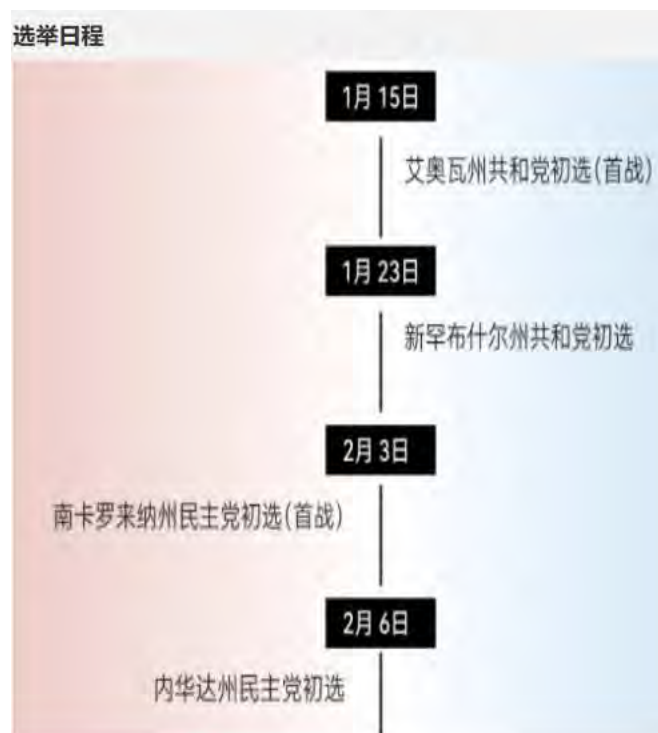 选举日程
1月 15日
艾奥瓦州共和党初选(首战)
1月 23日
新罕布什尔州共和党初选
2月 3日
南卡罗来纳州民主党初选(首战)
2月 6日
内华达州民主党初选